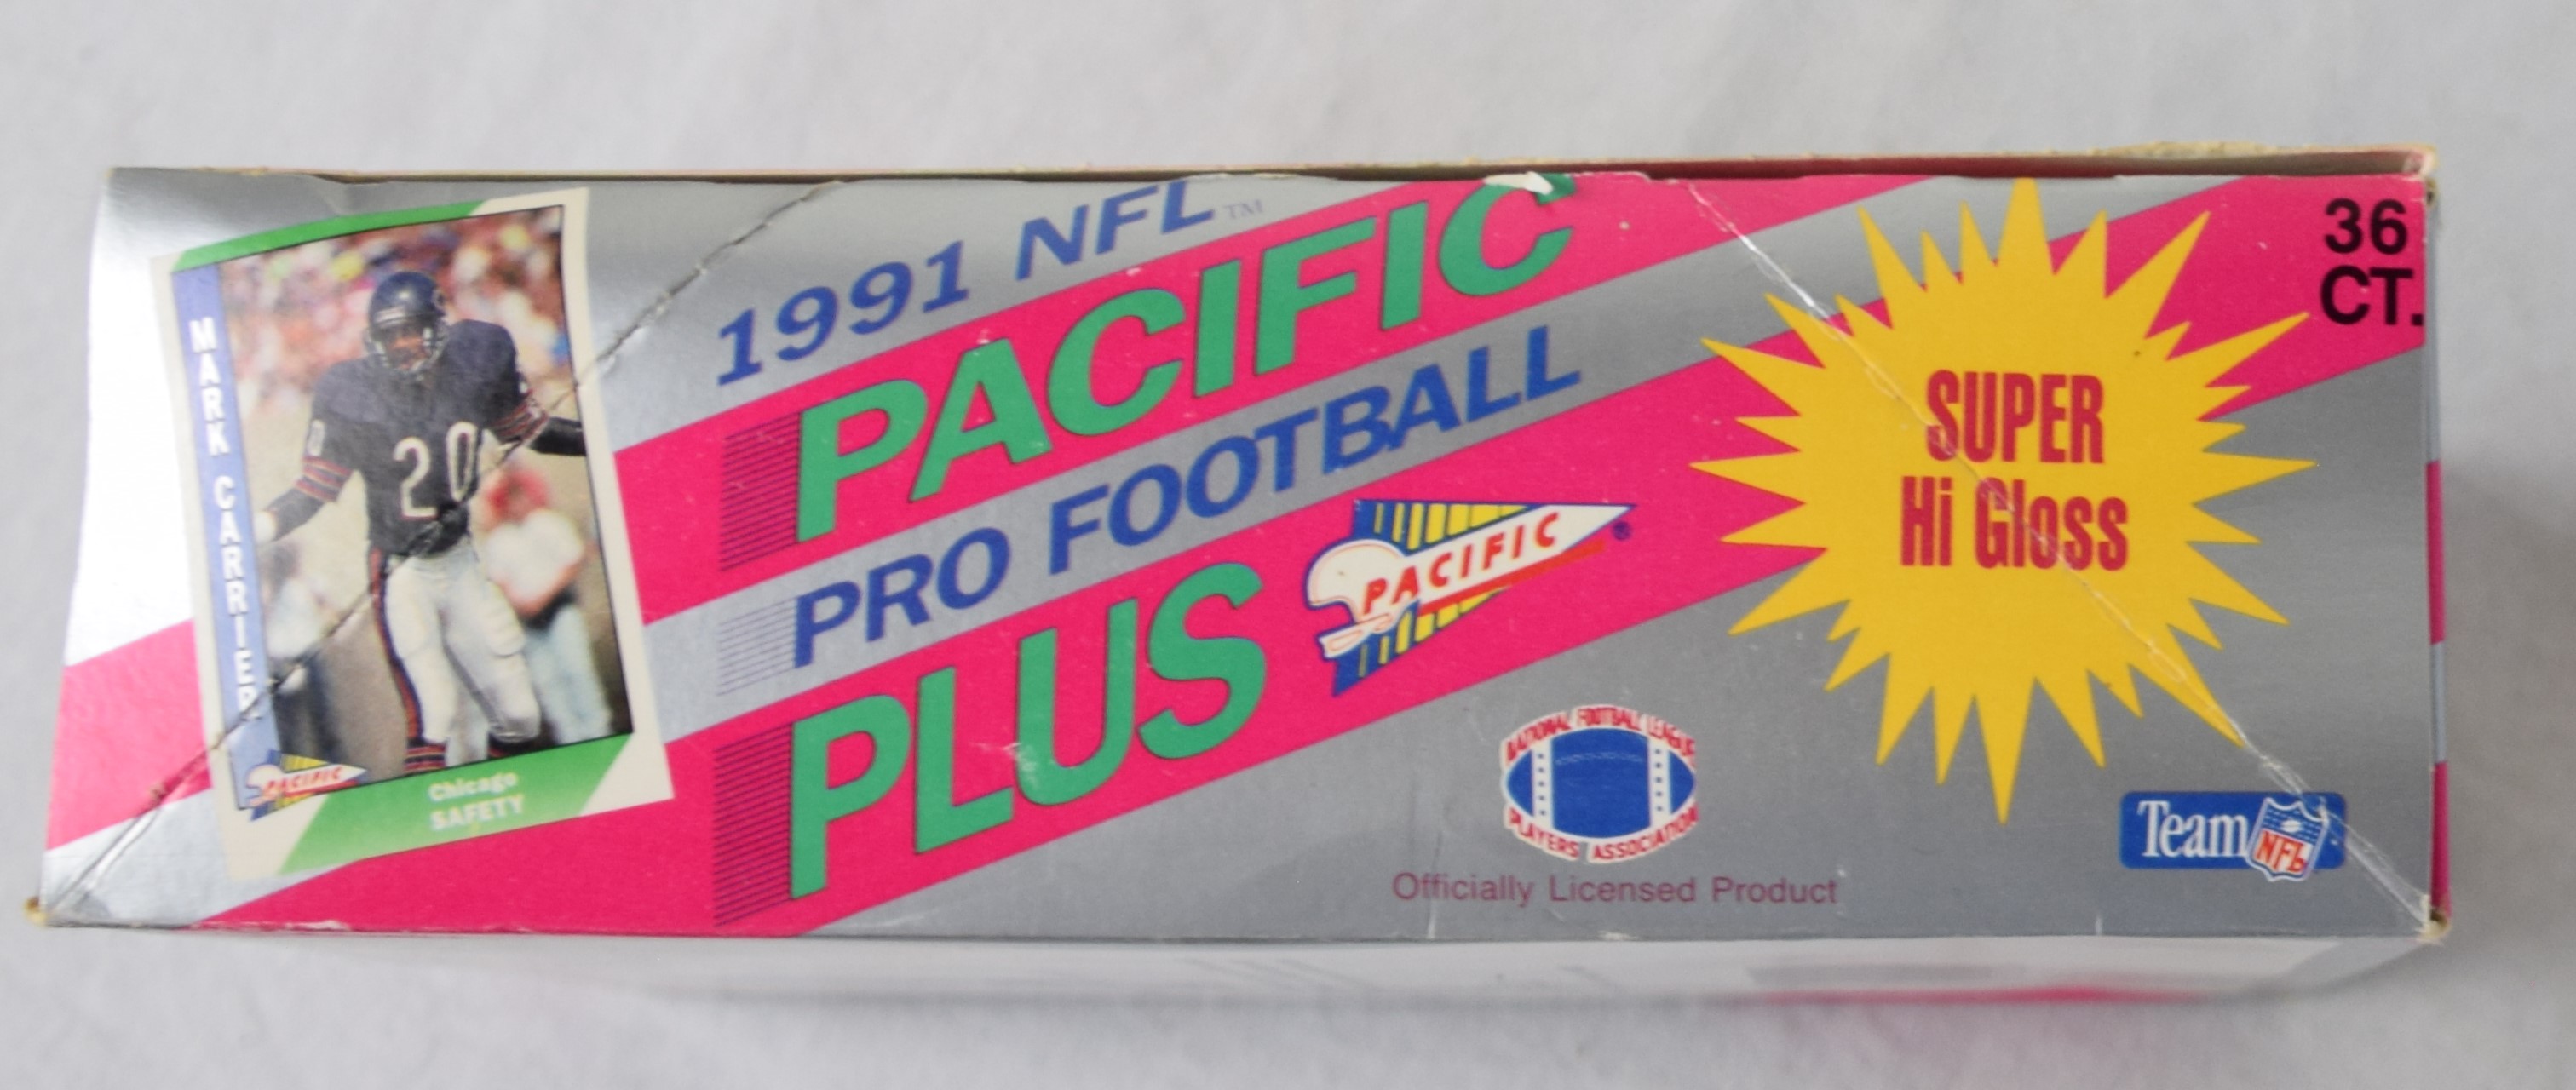 1991 NFL™
PACIFIC
PRO FOOTBALL
PLUS
PACIFIC®
MARK CARRIER
20
PACIFIC
Chicago
SAFETY
SUPER
Hi Gloss
36
CT.
NATIONAL FOOTBALL LEAGUE
PLAYERS ASSOCIATION
Officially Licensed Product
Team NFL